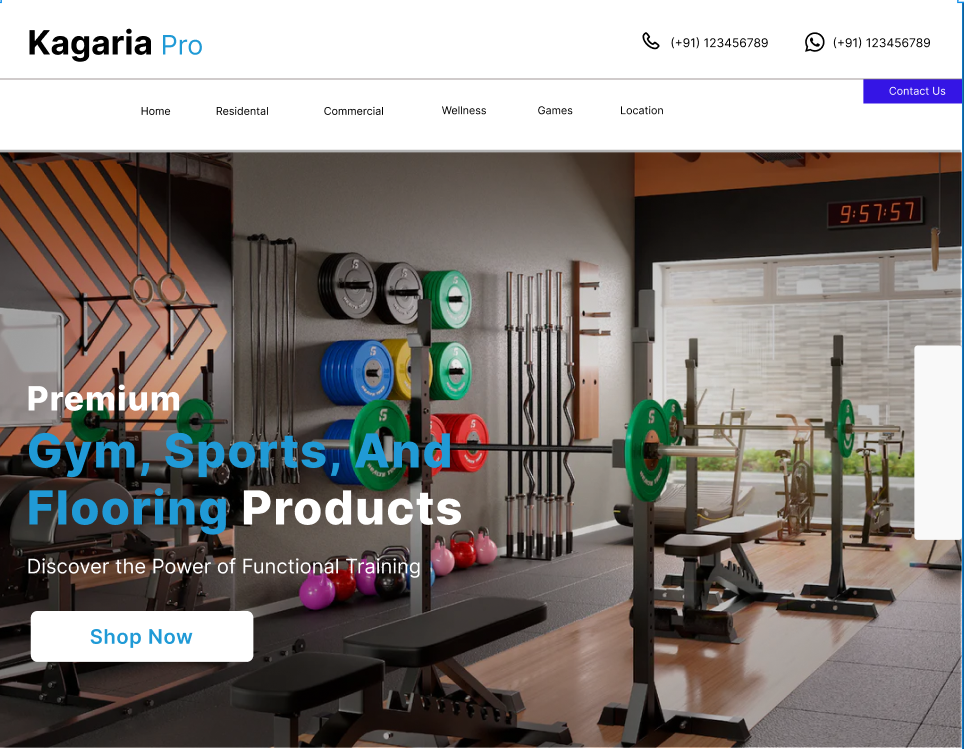 Kagaria Pro
(+91) 123456789
(+91) 123456789
Contact Us
Home
Residental
Commercial
Wellness
Games
Location
9:57:57
Premium
Gym, Sports, And
Flooring Products
Discover the Power of Functional Training
Shop Now